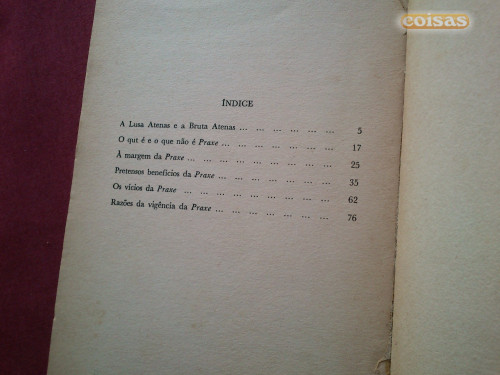 coisas
ÍNDICE
A Lusa Atenas e a Bruta Atenas ... ... ... ... ... ... 5
O qut é e o que não é Praxe ... ... ... ... ... ... ... 17
À margem da Praxe ... ... ... ... ... ... ... ... 25
Pretensos benefícios da Praxe ... ... ... ... ... ... ... 35
Os vícios da Praxe ... ... ... ... ... ... ... ... 62
Razões da vigência da Praxe ... ... ... ... ... ... ... 76